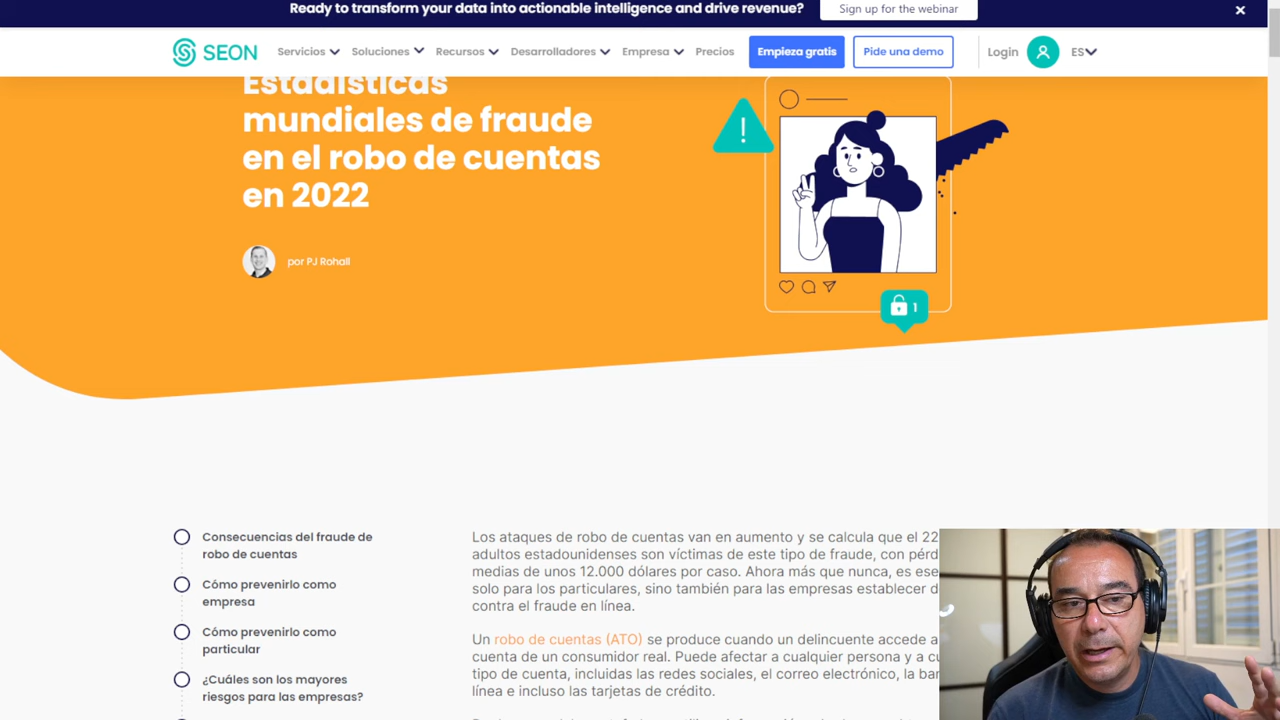 Ready to transform your data into actionable intelligence and drive revenue?
Sign up for the webinar
SEON
Servicios
Soluciones
Recursos
Desarrolladores
Empresa
Precios
Empieza gratis
Pide una demo
Login
ES
Estadísticas
mundiales de fraude
en el robo de cuentas
en 2022
por PJ Rohall
1
Consecuencias del fraude de
robo de cuentas
Cómo prevenirlo como
empresa
Cómo prevenirlo como
particular
¿Cuáles son los mayores
riesgos para las empresas?
Los ataques de robo de cuentas van en aumento y se calcula que el 22
adultos estadounidenses son víctimas de este tipo de fraude, con pérd
medias de unos 12.000 dólares por caso. Ahora más que nunca, es ese
solo para los particulares, sino también para las empresas establecer d
contra el fraude en línea.
Un robo de cuentas (ATO) se produce cuando un delincuente accede a
cuenta de un consumidor real. Puede afectar a cualquier persona y a cu
tipo de cuenta, incluidas las redes sociales, el correo electrónico, la ban
línea e incluso las tarjetas de crédito.